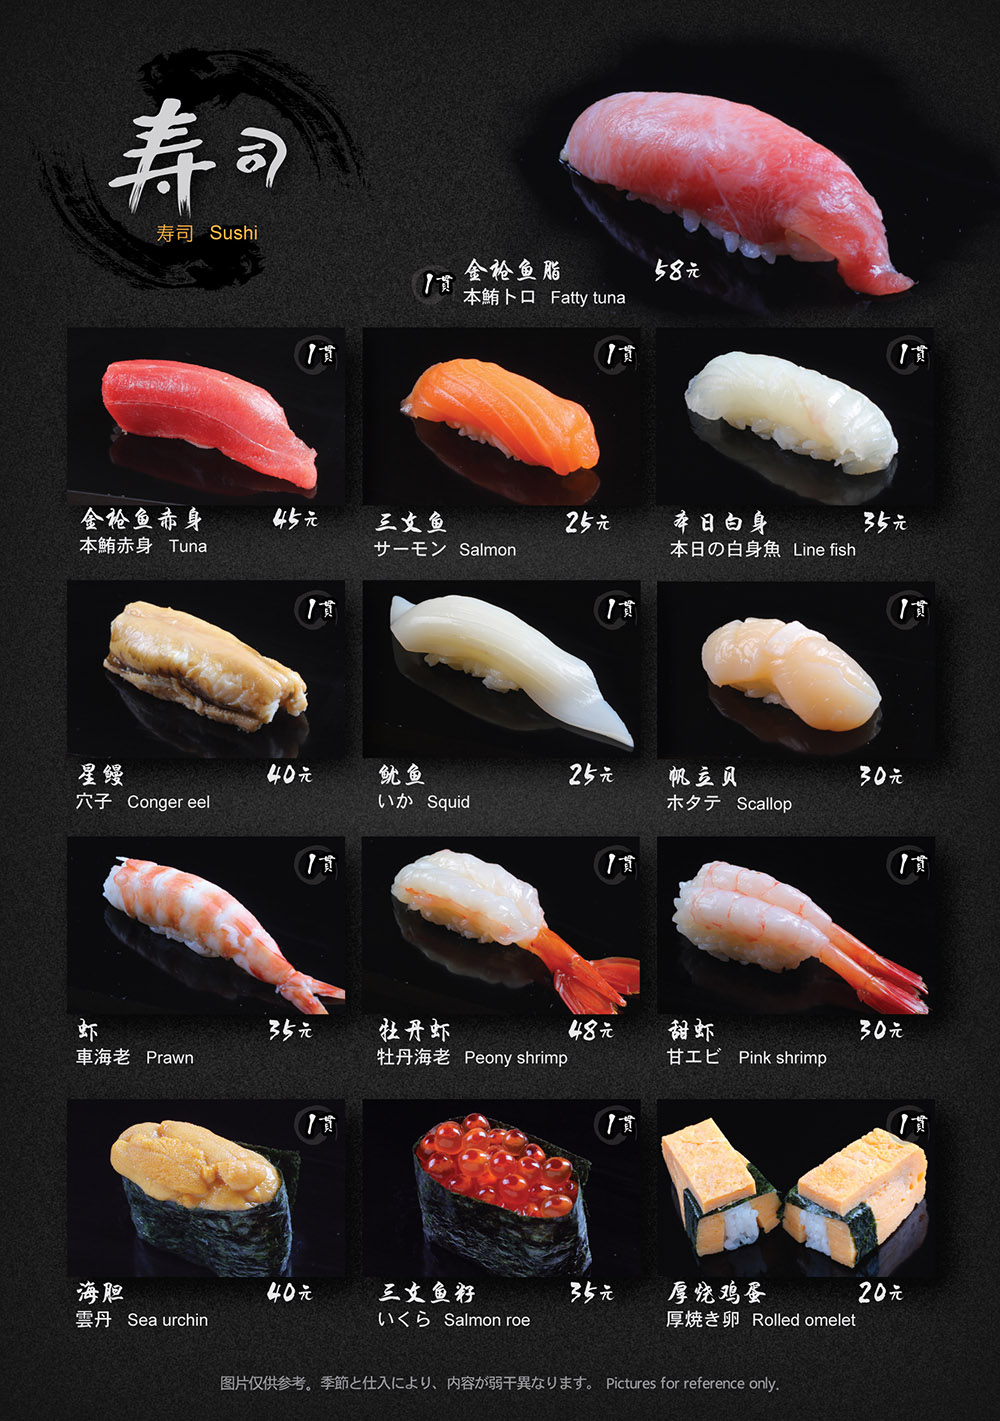 寿司
寿司 Sushi
1貫 金枪鱼脂 58元
本鮪トロ Fatty tuna
1貫
1貫
1貫
金枪鱼赤身 45元
本鮪赤身 Tuna
三文鱼 25元
サーモン Salmon
本日白身 35元
本日の白身魚 Line fish
1貫
1貫
1貫
星鳗 40元
穴子 Conger eel
鱿鱼 25元
いか Squid
帆立贝 30元
ホタテ Scallop
1貫
1貫
1貫
虾 35元
車海老 Prawn
牡丹虾 48元
牡丹海老 Peony shrimp
甜虾 30元
甘エビ Pink shrimp
1貫
1貫
1貫
海胆 40元
雲丹 Sea urchin
三文鱼籽 35元
いくら Salmon roe
厚烧鸡蛋 20元
厚焼き卵 Rolled omelet
图片仅供参考。季節と仕入により、内容が弱干異なります。 Pictures for reference only.